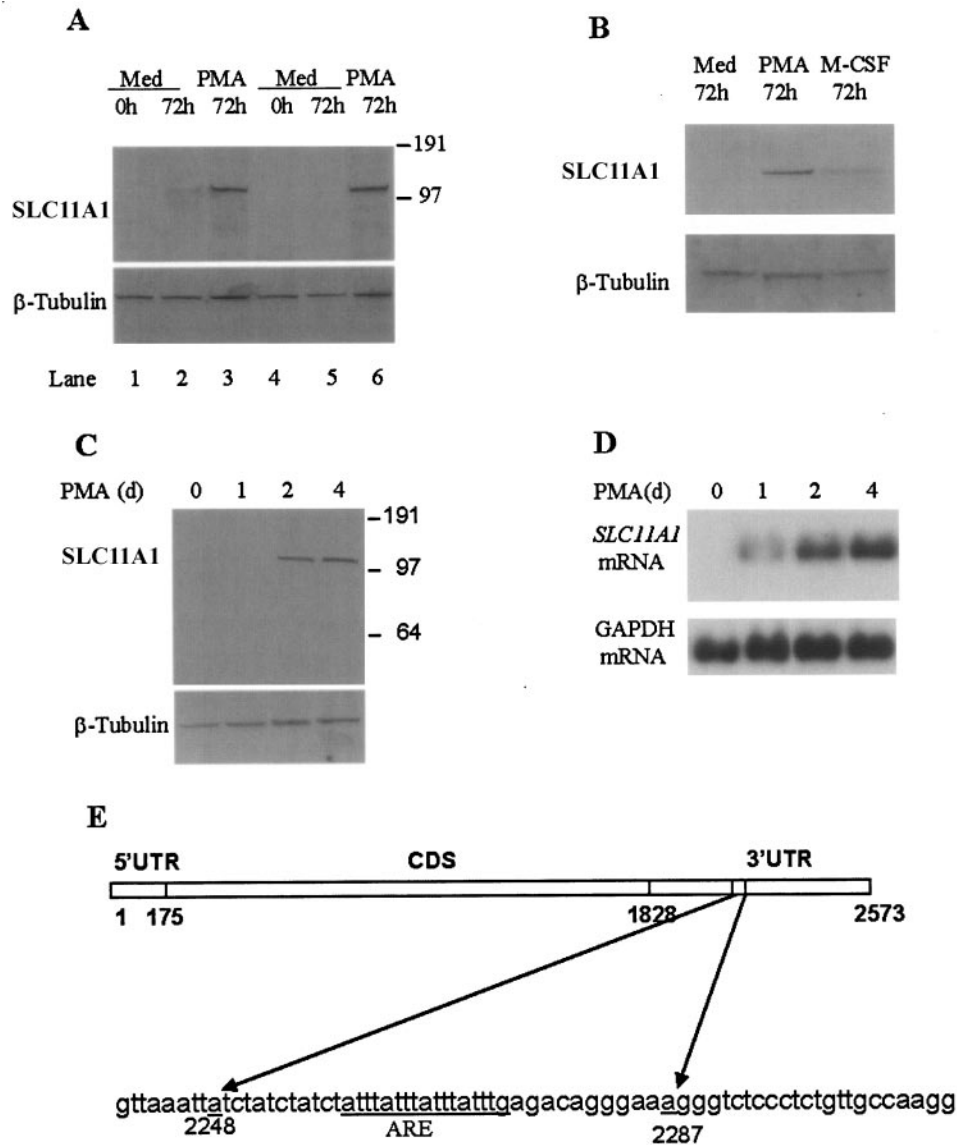 A
Med PMA Med PMA
0h 72h 72h 0h 72h 72h
191
SLC11A1
97
β-Tubulin
Lane 1 2 3 4 5 6
B
Med PMA M-CSF
72h 72h 72h
SLC11A1
β-Tubulin
C
PMA (d) 0 1 2 4
191
SLC11A1
97
64
β-Tubulin
D
PMA(d) 0 1 2 4
SLC11A1
mRNA
GAPDH
mRNA
E
5'UTR CDS 3'UTR
1 175 1828 2573
gttaaattatctatctatctatttatttatttatttgagacagggaaagggtctccctctgttgccaagg
2248 ARE 2287